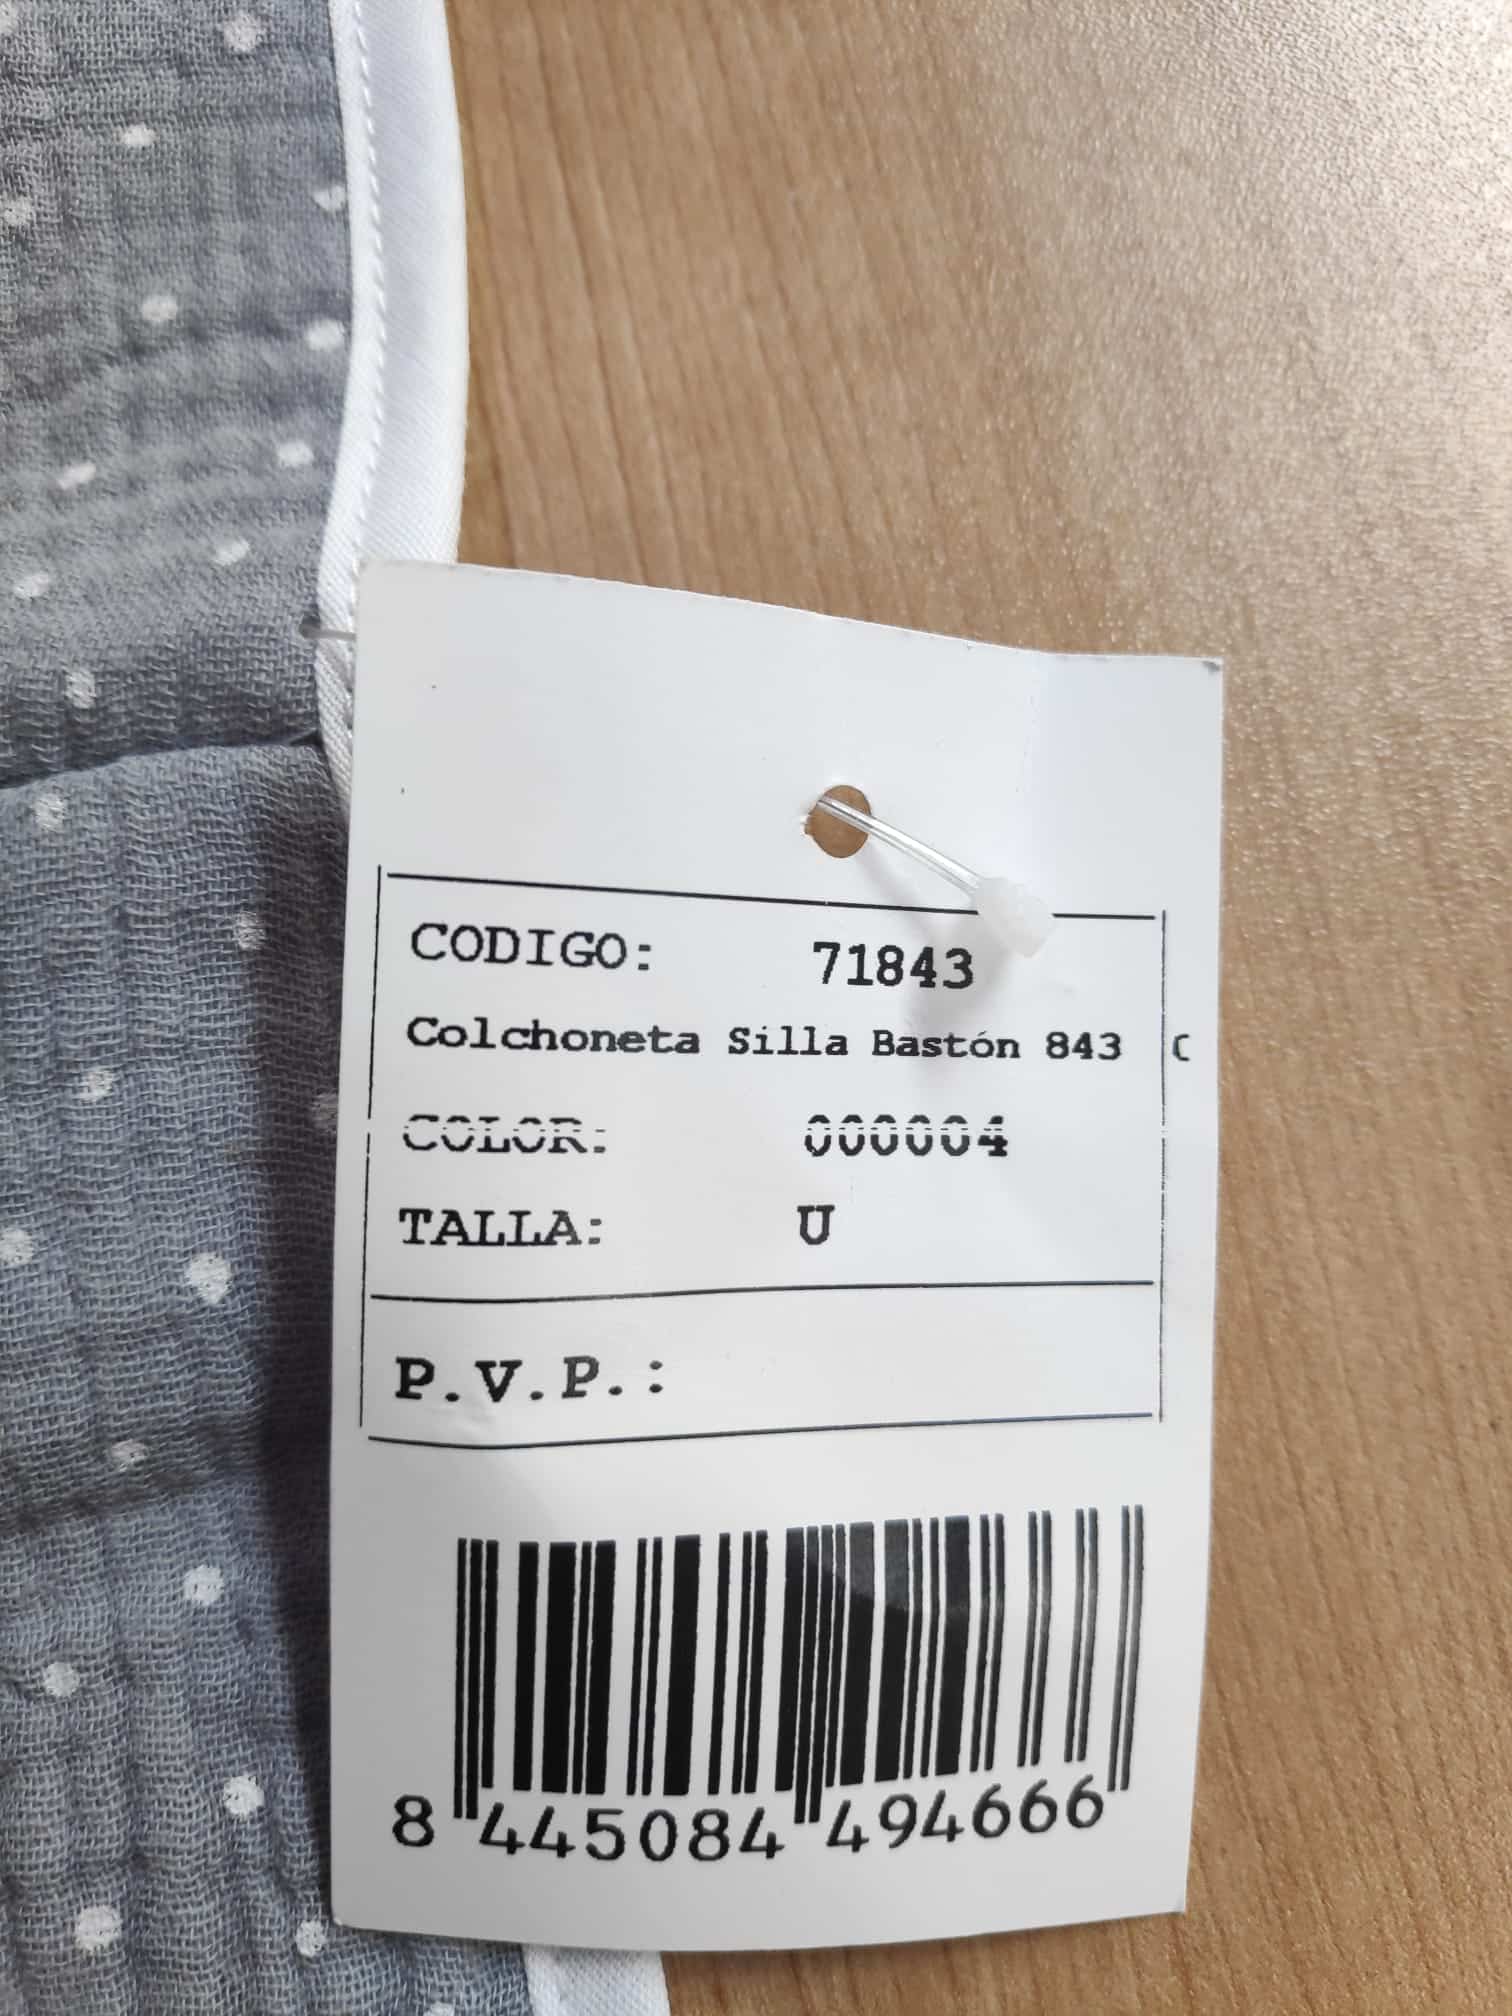 CODIGO: 71843
Colchoneta Silla Bastón 843 C
COLOR: 000004
TALLA: U
P.V.P.:
8 445084 494666